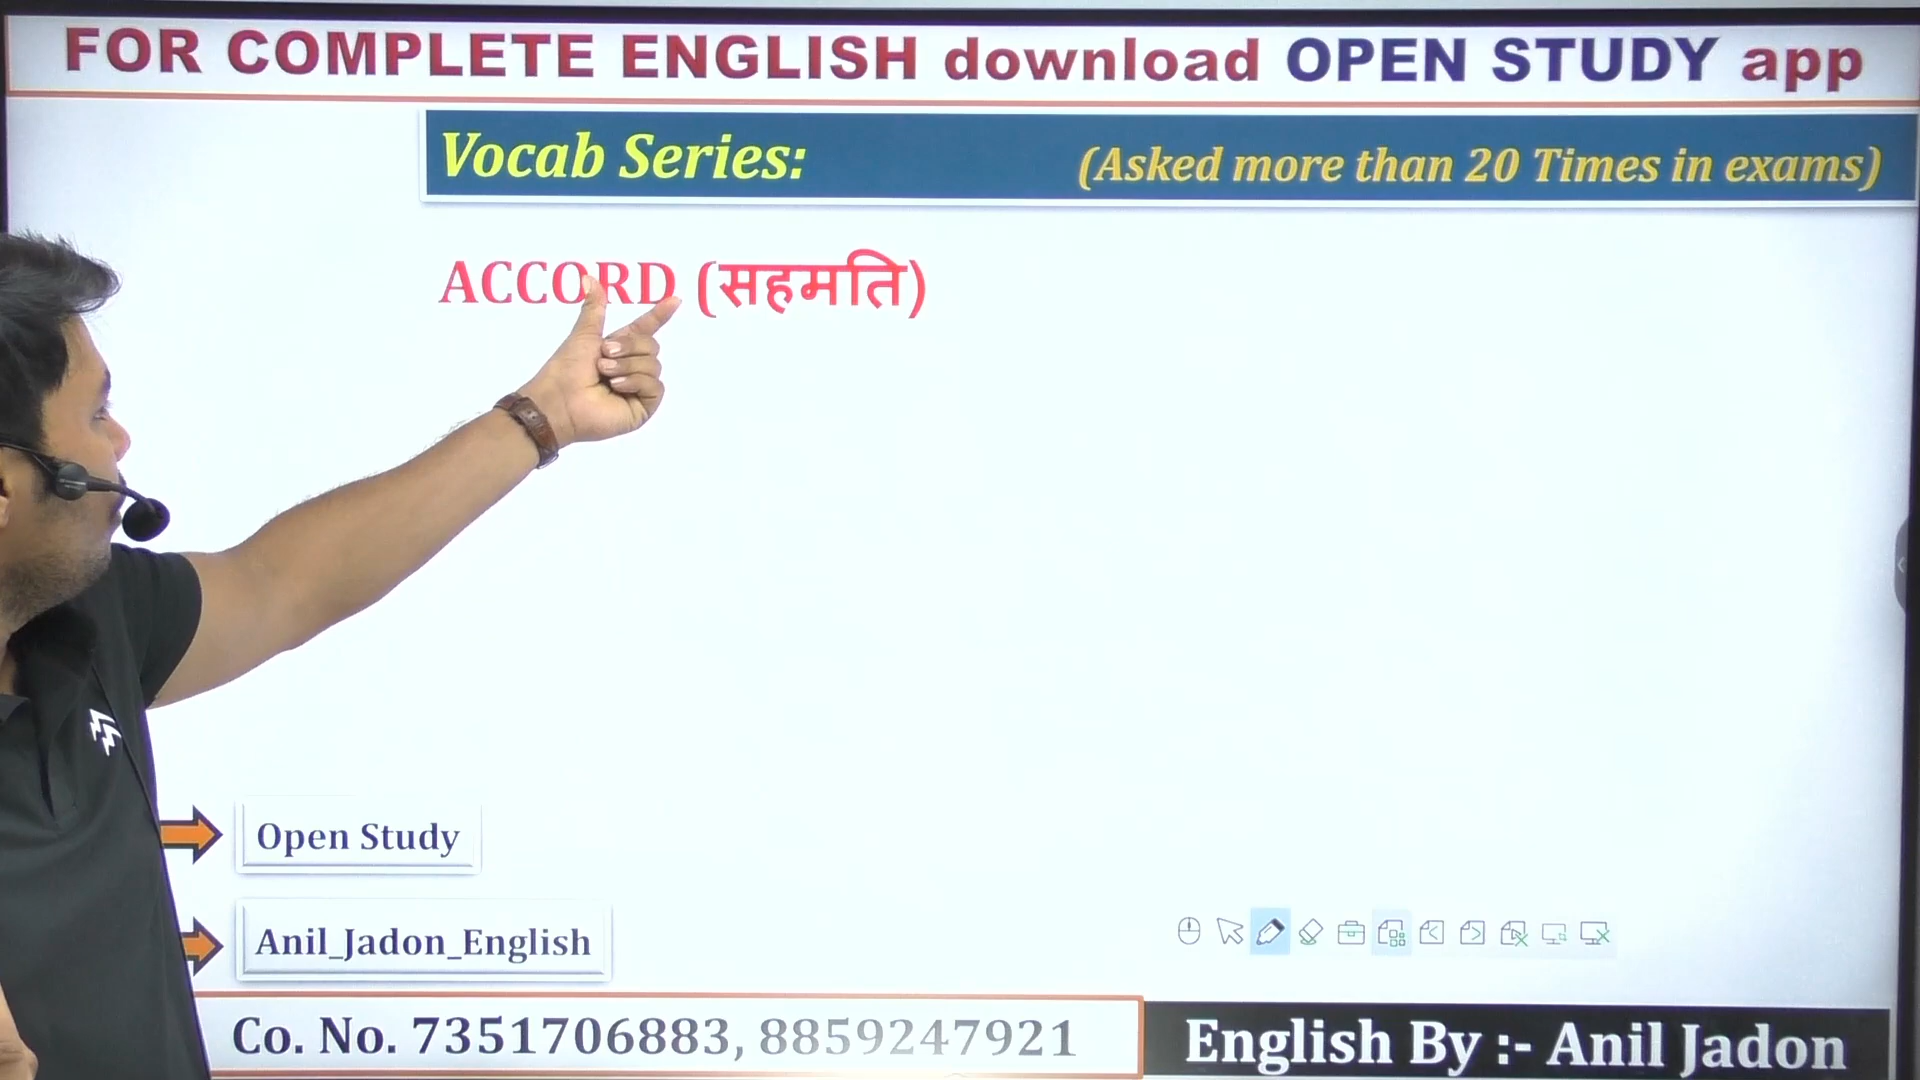 FOR COMPLETE ENGLISH download OPEN STUDY app
Vocab Series: (Asked more than 20 Times in exams)
ACCORD (सहमति)
Open Study
Anil_Jadon_English
Co. No. 7351706883, 8859247921
English By :- Anil Jadon